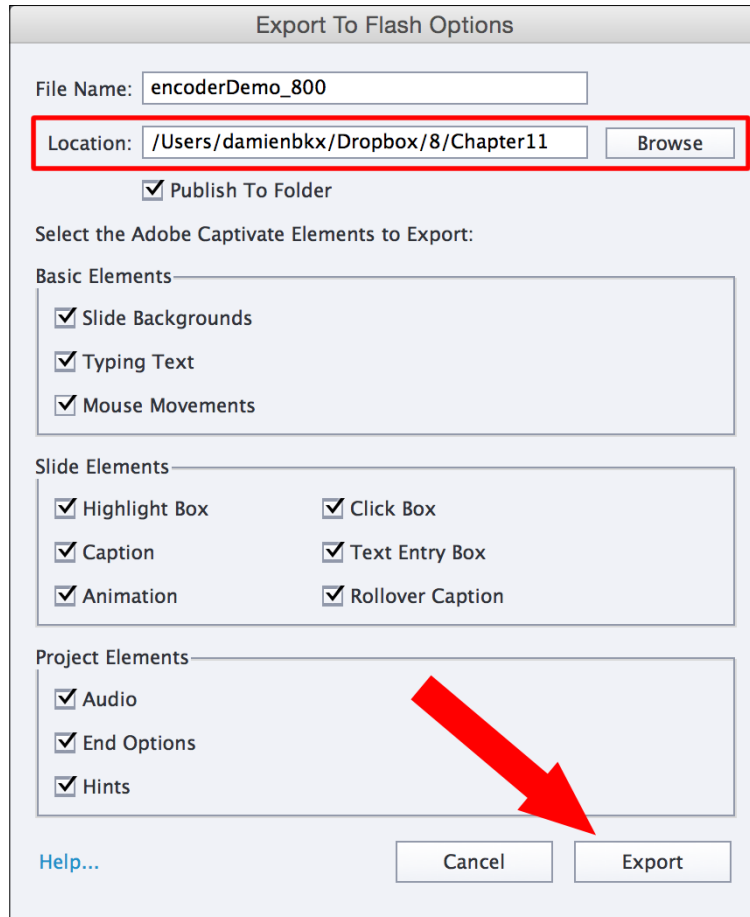 Export To Flash Options
File Name: encoderDemo_800
Location: /Users/damienbkx/Dropbox/8/Chapter11 Browse
Publish To Folder
Select the Adobe Captivate Elements to Export:
Basic Elements
Slide Backgrounds
Typing Text
Mouse Movements
Slide Elements
Highlight Box Click Box
Caption Text Entry Box
Animation Rollover Caption
Project Elements
Audio
End Options
Hints
Help... Cancel Export